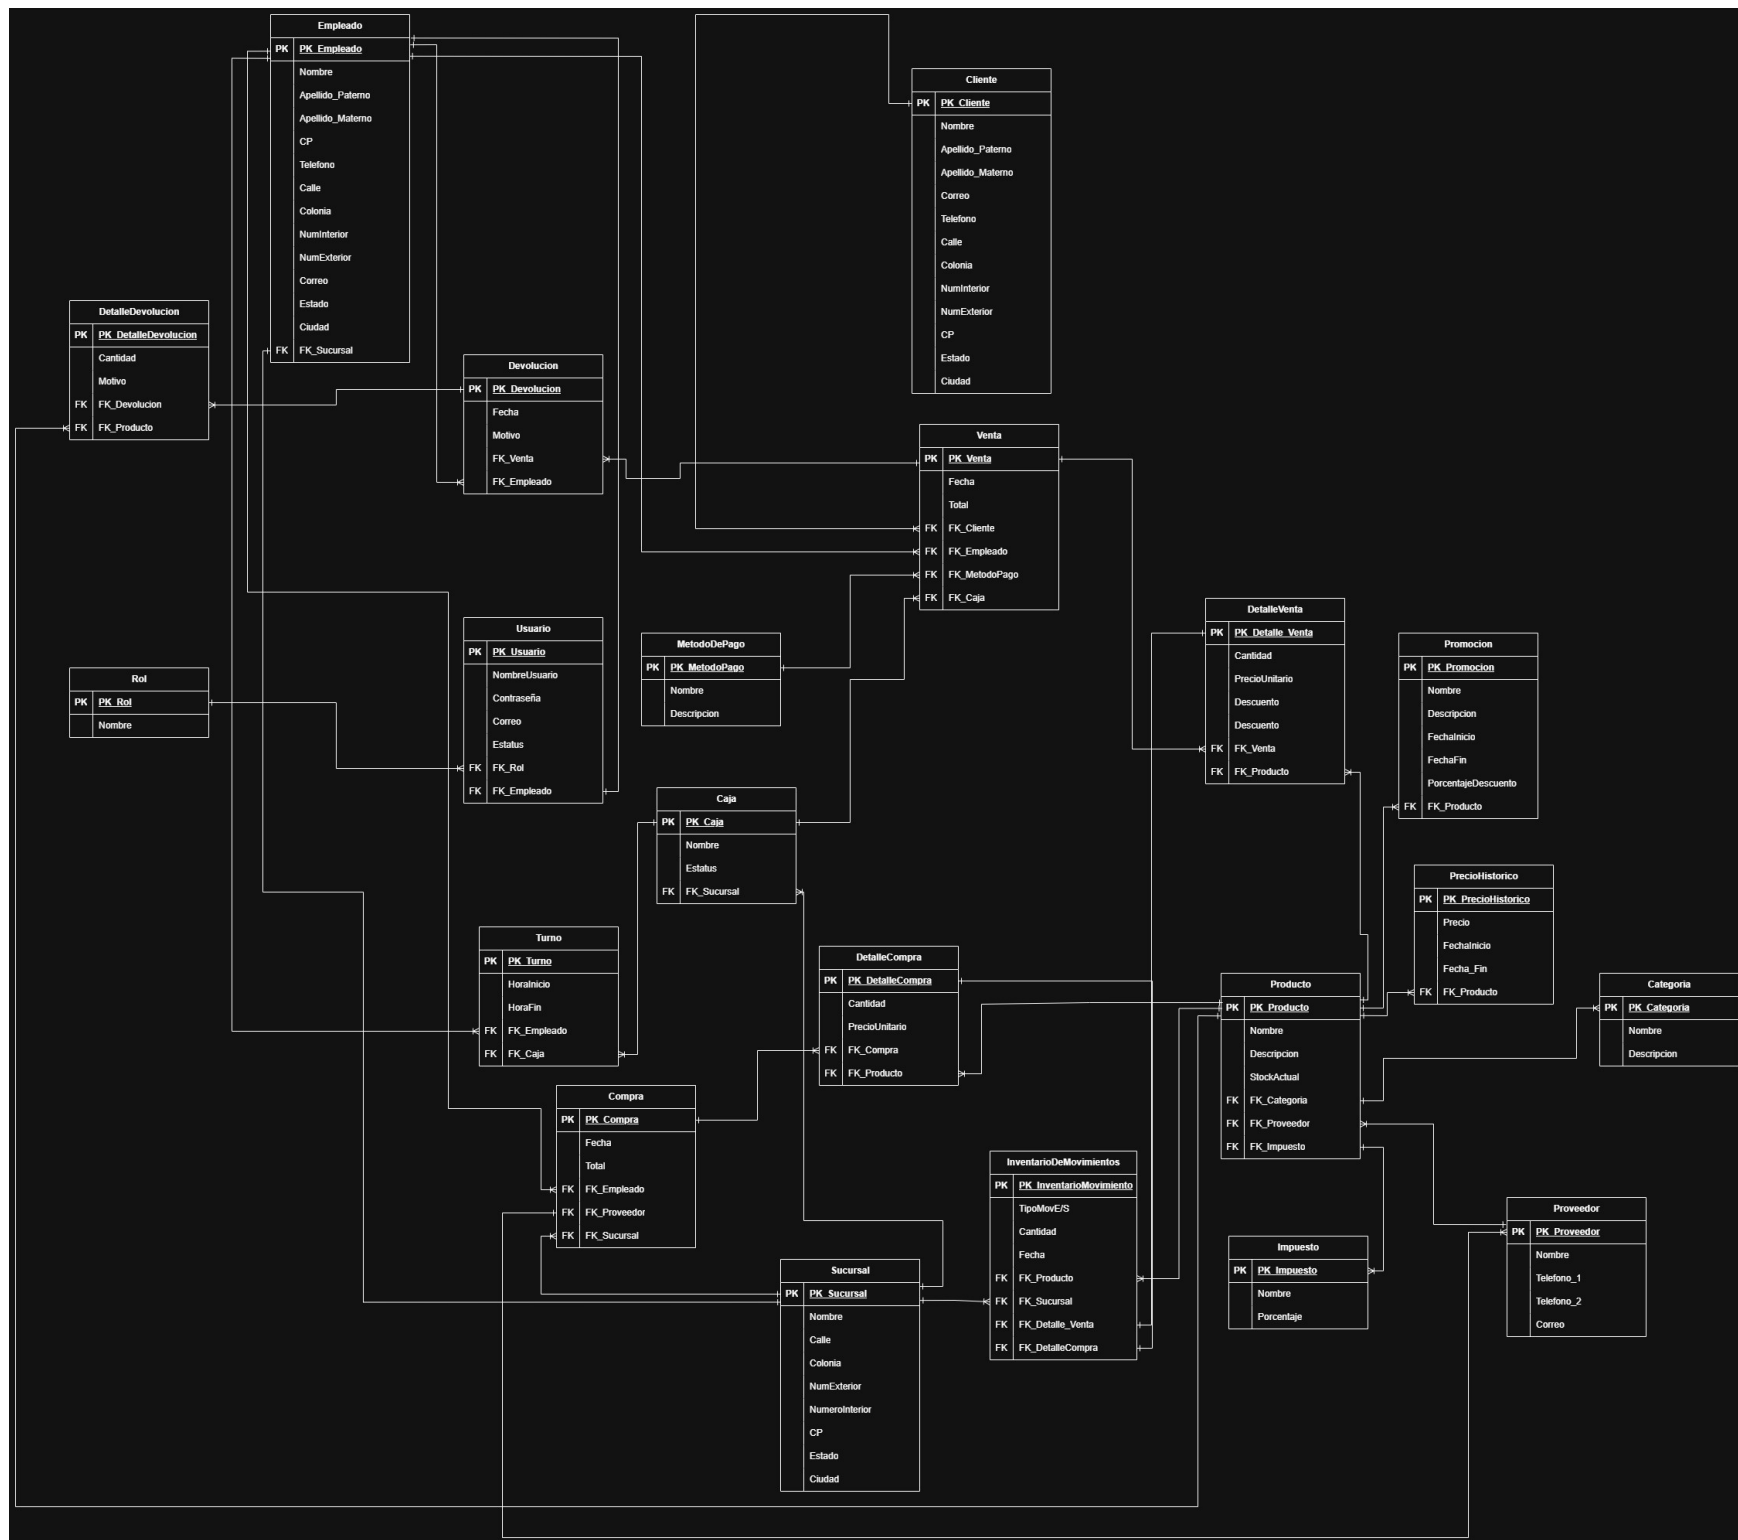 Empleado
PK PK_Empleado
Nombre
Apellido_Paterno
Apellido_Materno
CP
Telefono
Calle
Colonia
NumInterior
NumExterior
Correo
Estado
Ciudad
FK FK_Sucursal
Cliente
PK PK_Cliente
Nombre
Apellido_Paterno
Apellido_Materno
Correo
Telefono
Calle
Colonia
NumInterior
NumExterior
CP
Estado
Ciudad
DetalleDevolucion
PK PK_DetalleDevolucion
Cantidad
Motivo
FK FK_Devolucion
FK FK_Producto
Devolucion
PK PK_Devolucion
Fecha
Motivo
FK_Venta
FK_Empleado
Venta
PK PK_Venta
Fecha
Total
FK FK_Cliente
FK FK_Empleado
FK FK_MetodoPago
FK FK_Caja
Usuario
PK PK_Usuario
NombreUsuario
Contraseña
Correo
Estatus
FK FK_Rol
FK FK_Empleado
MetodoDePago
PK PK_MetodoPago
Nombre
Descripcion
Rol
PK PK_Rol
Nombre
DetalleVenta
PK PK_Detalle_Venta
Cantidad
PrecioUnitario
Descuento
Descuento
FK FK_Venta
FK FK_Producto
Promocion
PK PK_Promocion
Nombre
Descripcion
FechaInicio
FechaFin
PorcentajeDescuento
FK FK_Producto
Caja
PK PK_Caja
Nombre
Estatus
FK FK_Sucursal
PrecioHistorico
PK PK_PrecioHistorico
Precio
FechaInicio
Fecha_Fin
FK FK_Producto
Turno
PK PK_Turno
HoraInicio
HoraFin
FK FK_Empleado
FK FK_Caja
DetalleCompra
PK PK_DetalleCompra
Cantidad
PrecioUnitario
FK FK_Compra
FK FK_Producto
Producto
PK PK_Producto
Nombre
Descripcion
StockActual
FK FK_Categoria
FK FK_Proveedor
FK FK_Impuesto
Categoria
PK PK_Categoria
Nombre
Descripcion
Compra
PK PK_Compra
Fecha
Total
FK FK_Empleado
FK FK_Proveedor
FK FK_Sucursal
InventarioDeMovimientos
PK PK_InventarioMovimiento
TipoMovE/S
Cantidad
Fecha
FK FK_Producto
FK FK_Sucursal
FK FK_Detalle_Venta
FK FK_DetalleCompra
Proveedor
PK PK_Proveedor
Nombre
Telefono_1
Telefono_2
Correo
Impuesto
PK PK_Impuesto
Nombre
Porcentaje
Sucursal
PK PK_Sucursal
Nombre
Calle
Colonia
NumExterior
NumeroInterior
CP
Estado
Ciudad